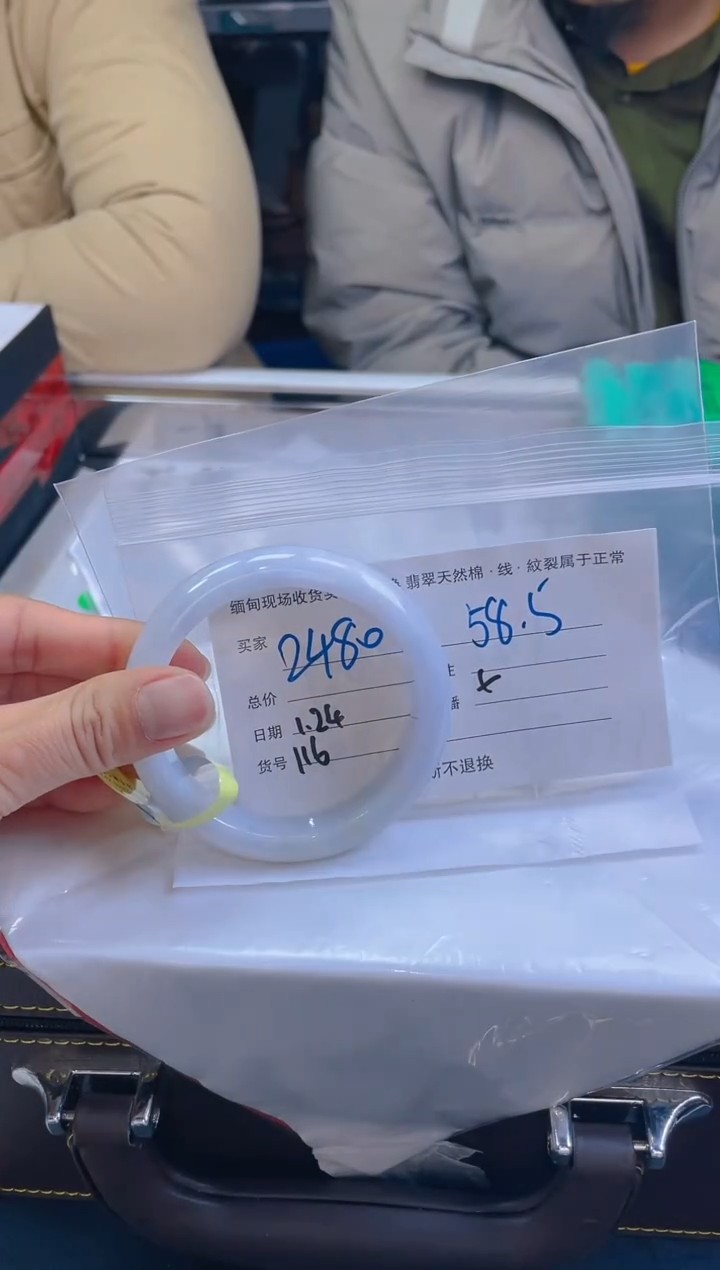 缅甸现场收货 翡翠天然棉·线·纹裂属于正常
买家 2480 58.5
总价
日期 1.24
货号 116
不退换